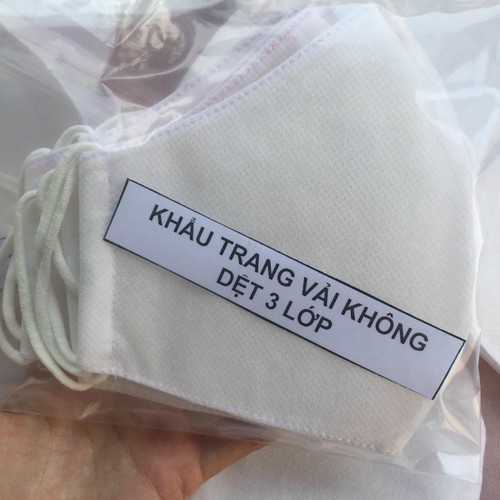 KHẨU TRANG VẢI KHÔNG
DỆT 3 LỚP